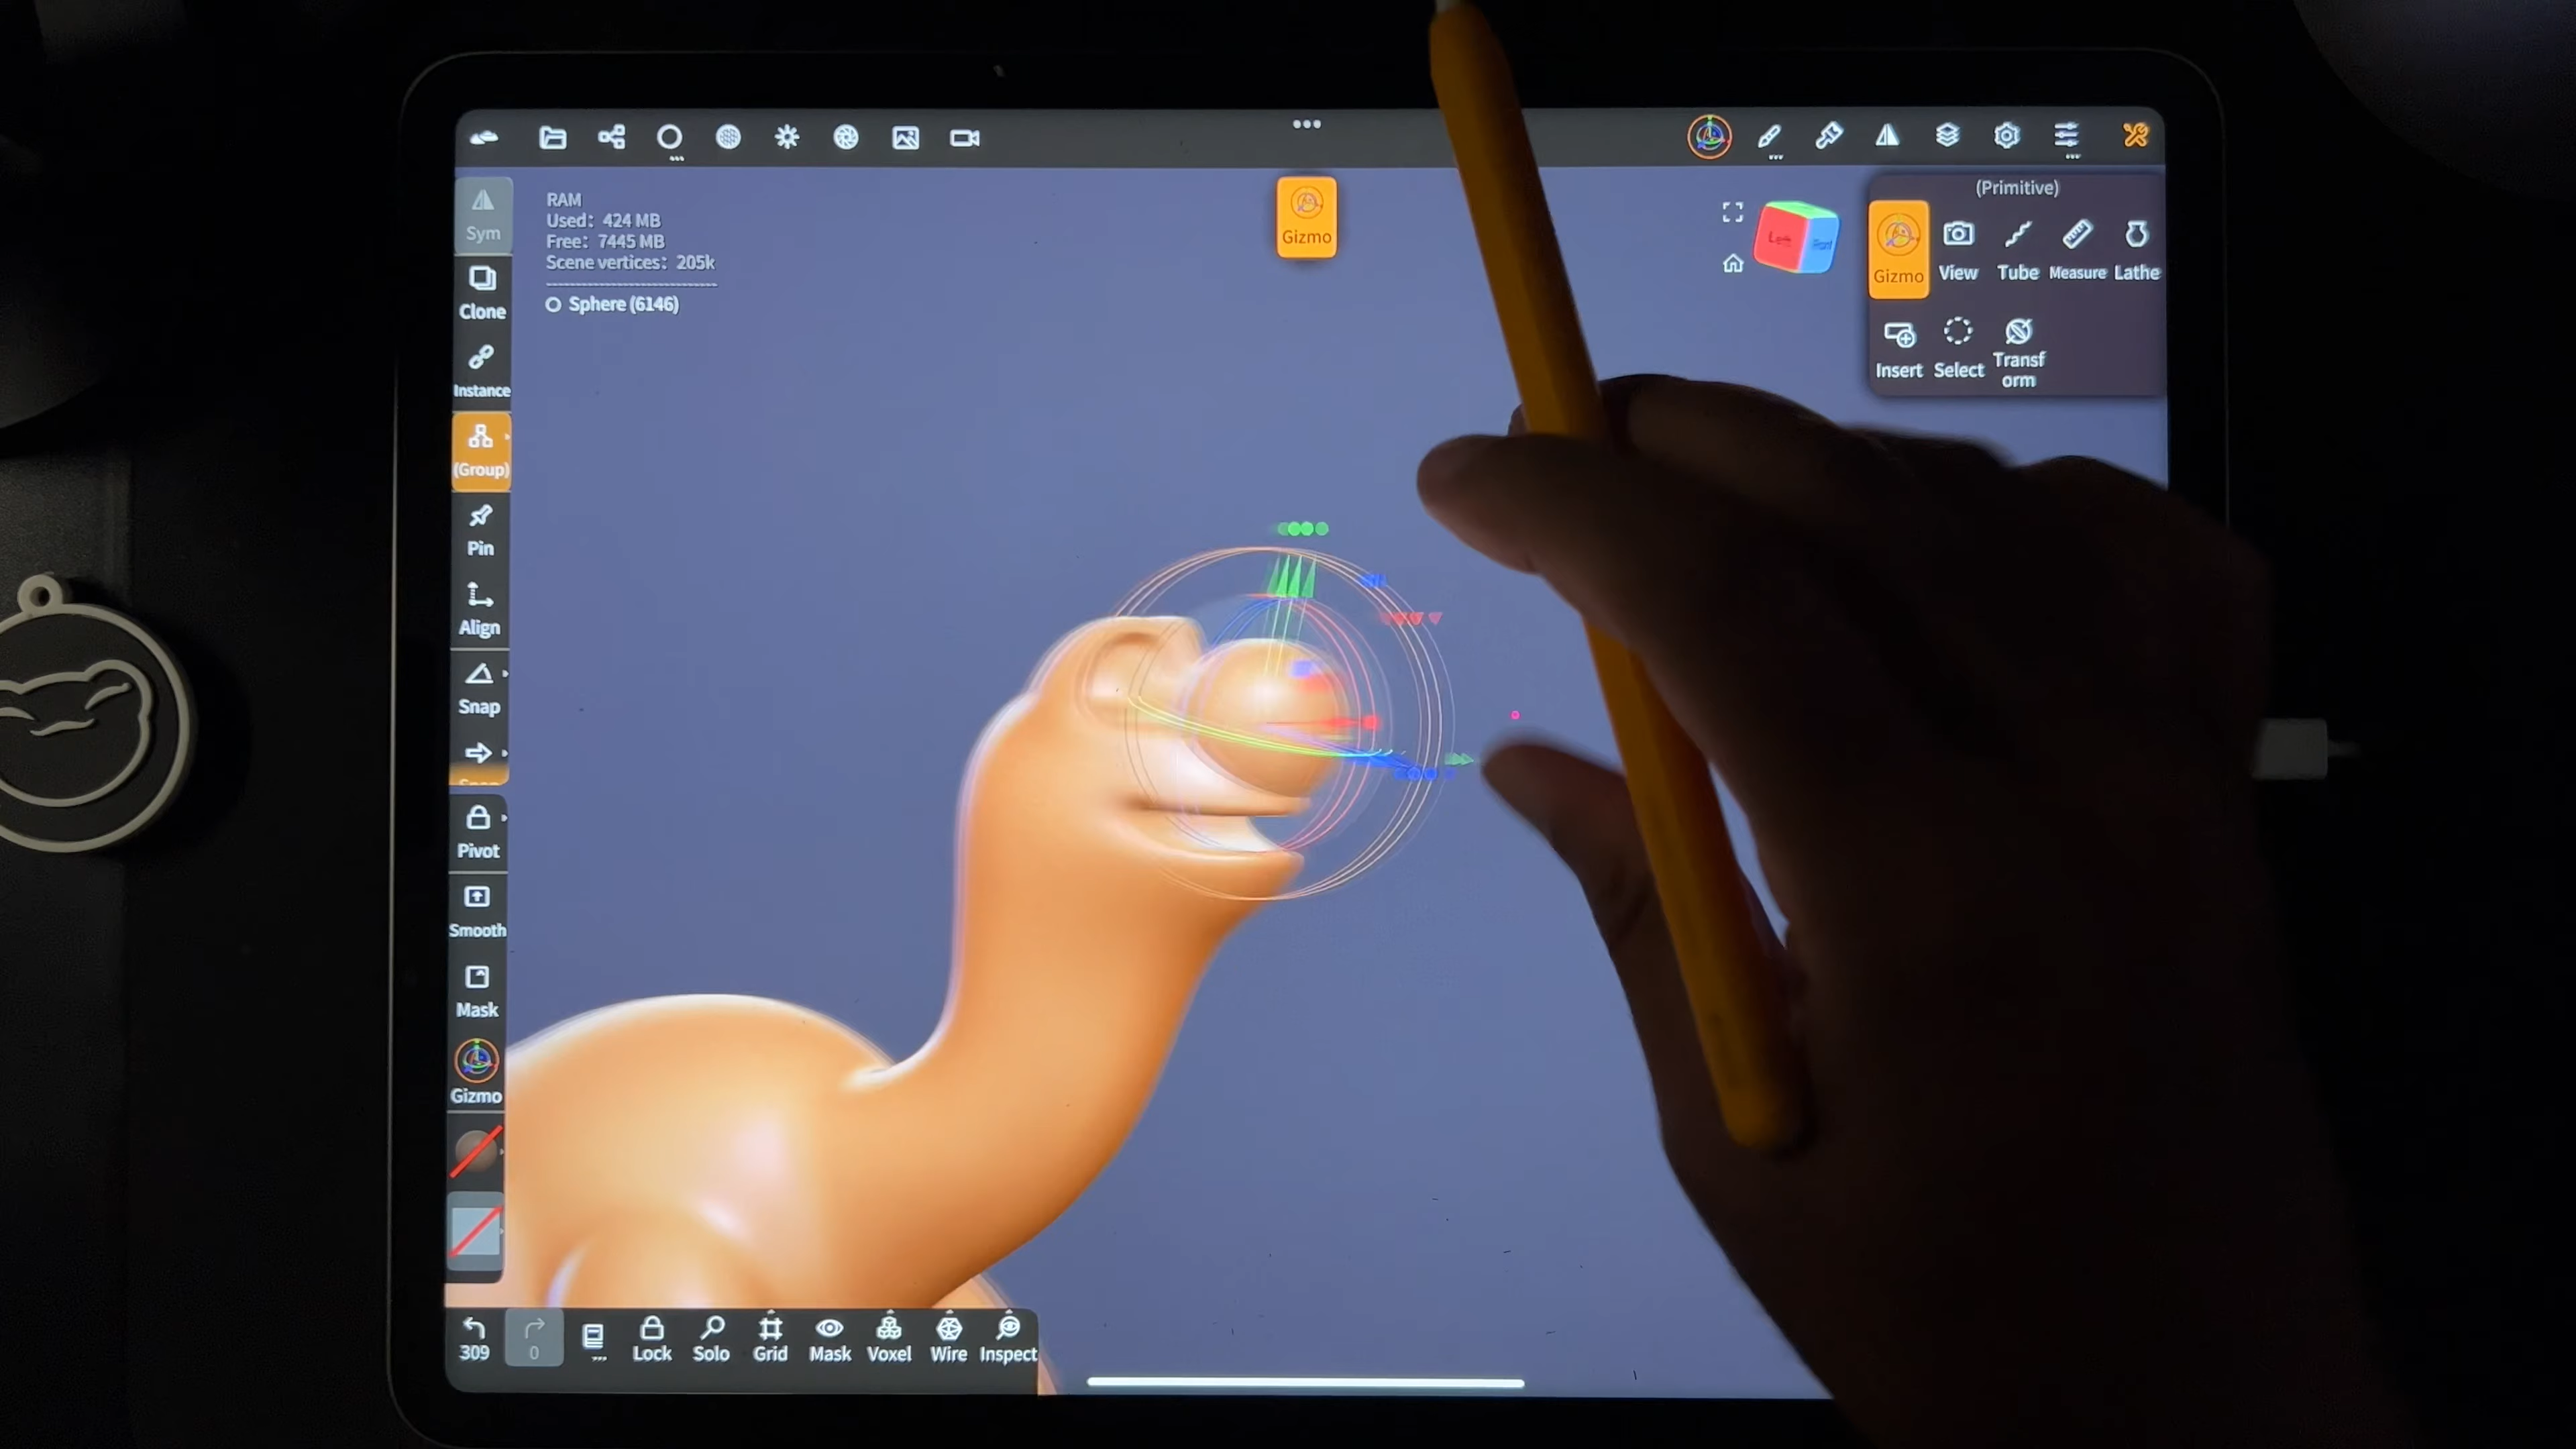 RAM
Used: 424 MB
Free: 7445 MB
Scene vertices: 205k
Sphere (6146)
Gizmo
Left
Front
(Primitive)
Gizmo
View
Tube
Measure
Lathe
Insert
Select
Transf
orm
Sym
Clone
Instance
(Group)
Pin
Align
Snap
Pivot
Smooth
Mask
Gizmo
309
0
Lock
Solo
Grid
Mask
Voxel
Wire
Inspect